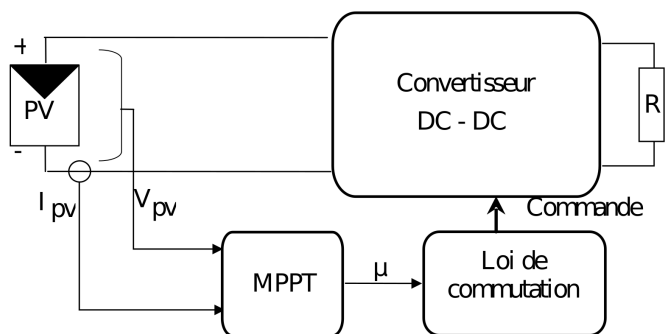 +
PV
-
I pv
V pv
Convertisseur
DC - DC
R
Commande
MPPT
µ
Loi de
commutation